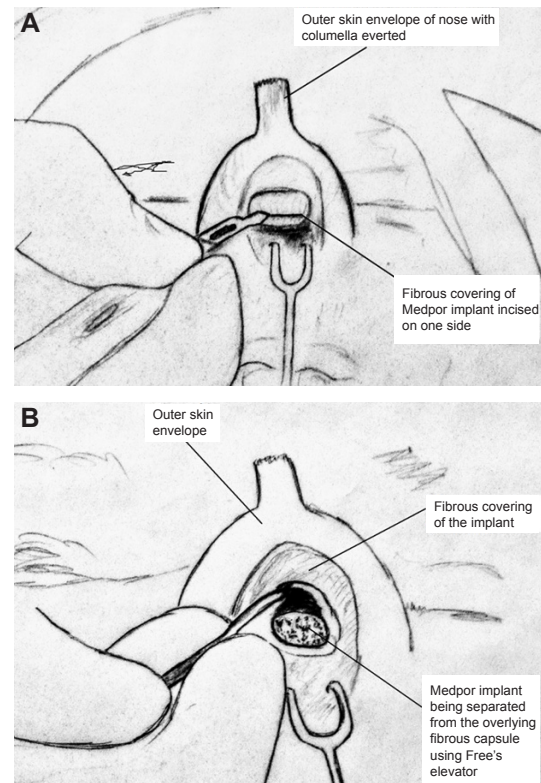 A
Outer skin envelope of nose with
columella everted
Fibrous covering of
Medpor implant incised
on one side
B
Outer skin
envelope
Fibrous covering
of the implant
Medpor implant
being separated
from the overlying
fibrous capsule
using Free's
elevator